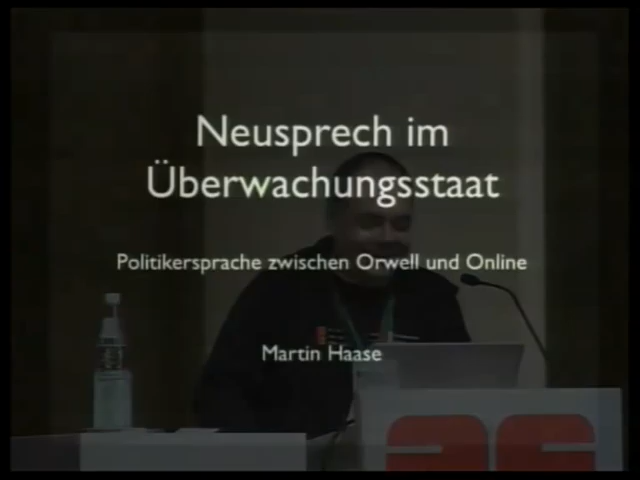 Neusprech im
Überwachungsstaat
Politikersprache zwischen Orwell und Online
Martin Haase